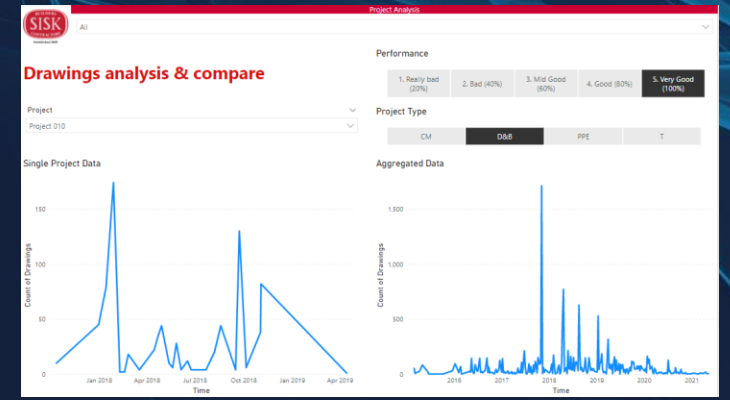 Project Analysis
SISK
All
Drawings analysis & compare
Performance
1. Really bad (20%)
2. Bad (40%)
3. Mid Good (60%)
4. Good (80%)
5. Very Good (100%)
Project
Project 010
Project Type
CM
D&B
PPE
T
Single Project Data
Count of Drawings
150
100
50
0
Jan 2018
Apr 2018
Jul 2018
Oct 2018
Jan 2019
Apr 2019
Time
Aggregated Data
Count of Drawings
1,500
1,000
500
0
2016
2017
2018
2019
2020
2021
Time